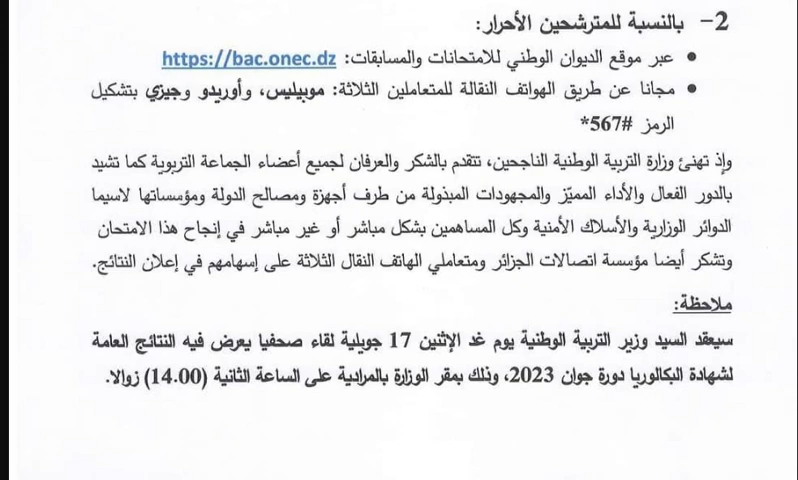 2- بالنسبة للمترشحين الأحرار:
• عبر موقع الديوان الوطني للامتحانات والمسابقات: https://bac.onec.dz
• مجانا عن طريق الهواتف النقالة للمتعاملين الثلاثة: موبيليس، وأوريدو وجيزي بتشكيل
الرمز #567*
وإذ تهنئ وزارة التربية الوطنية الناجحين، تتقدم بالشكر والعرفان لجميع أعضاء الجماعة التربوية كما تشيد
بالدور الفعال والأداء المميّز والمجهودات المبذولة من طرف أجهزة ومصالح الدولة ومؤسساتها لاسيما
الدوائر الوزارية والأسلاك الأمنية وكل المساهمين بشكل مباشر أو غير مباشر في إنجاح هذا الامتحان
وتشكر أيضا مؤسسة اتصالات الجزائر ومتعاملي الهاتف النقال الثلاثة على إسهامهم في إعلان النتائج.
ملاحظة:
سيعقد السيد وزير التربية الوطنية يوم غد الإثنين 17 جويلية لقاء صحفيا يعرض فيه النتائج العامة
لشهادة البكالوريا دورة جوان 2023، وذلك بمقر الوزارة بالمرادية على الساعة الثانية (14.00) زوالا.